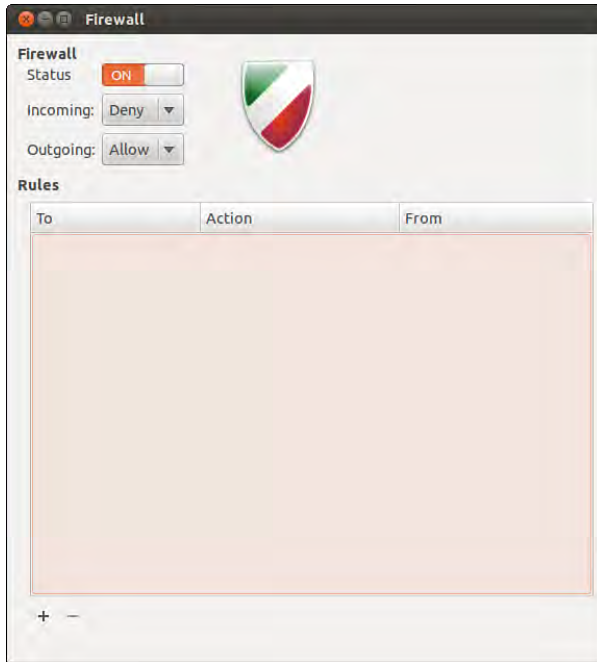 Firewall
Firewall
Status ON
Incoming: Deny
Outgoing: Allow
Rules
To Action From
+ −